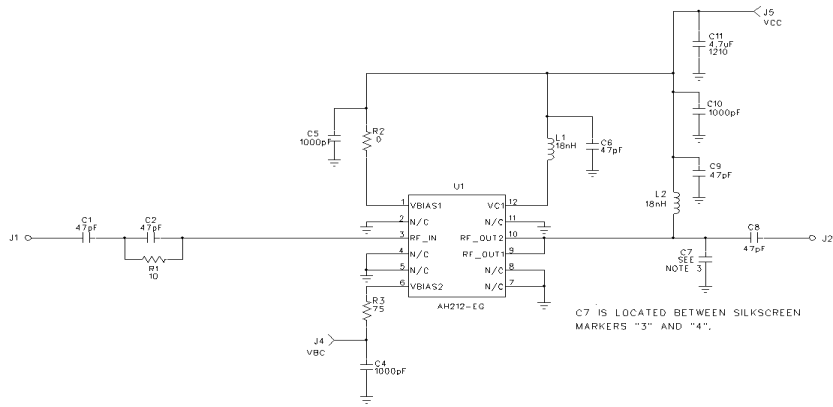 J5
VCC
C11
4.7uF
1210
C10
1000pF
C5
1000pF
R2
0
L1
18nH
C6
47pF
C9
47pF
U1
L2
18nH
1 VBIAS1 VC1 12
2 N/C N/C 11
3 RF_IN RF_OUT2 10
RF_OUT1 9
4 N/C N/C 8
5 N/C N/C 7
6 VBIAS2
AH212-EG
J1
C1
47pF
C2
47pF
R1
10
C8
47pF
J2
C7
SEE
NOTE 3
R3
75
J4
VBC
C4
1000pF
C7 IS LOCATED BETWEEN SILKSCREEN
MARKERS "3" AND "4".